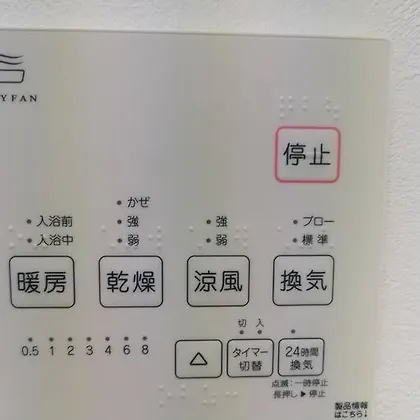 YFAN
停止
かぜ
入浴前 強 強 ブロー
入浴中 弱 弱 標準
暖房 乾燥 涼風 換気
切 入
0.5 1 2 3 4 6 8
△ タイマー切替 24時間換気
点滅:一時停止
長押し▶停止
製品情報
はこちら↓